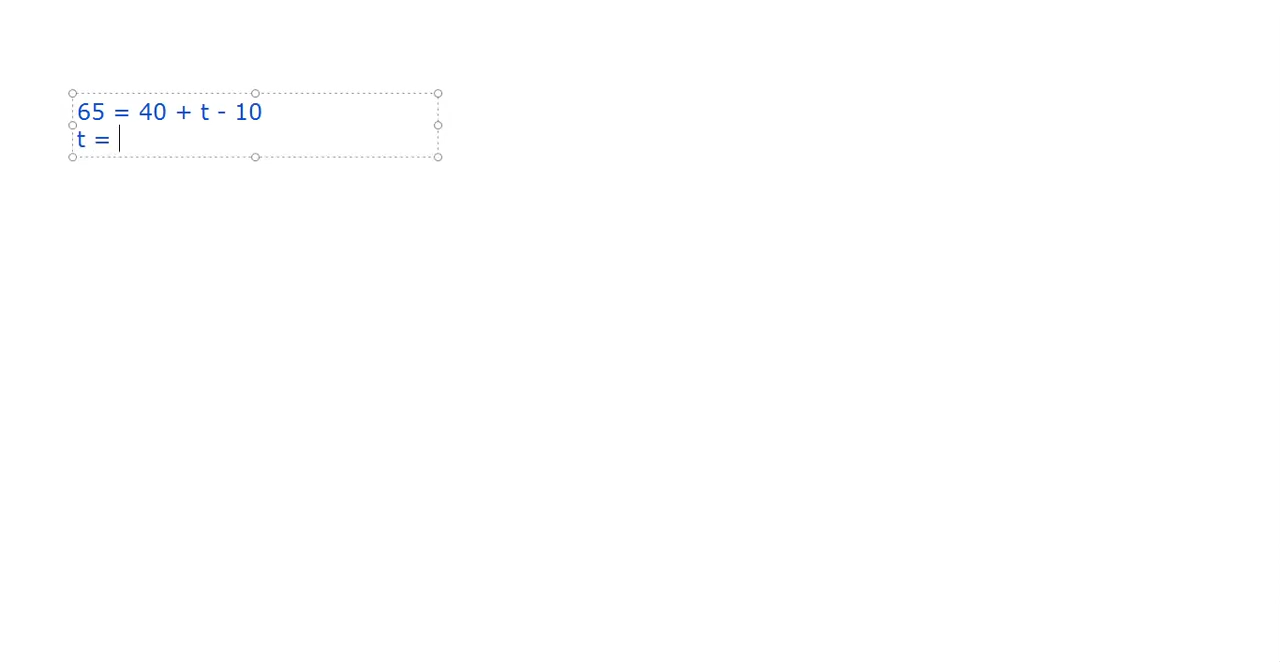 65 = 40 + t - 10
t =